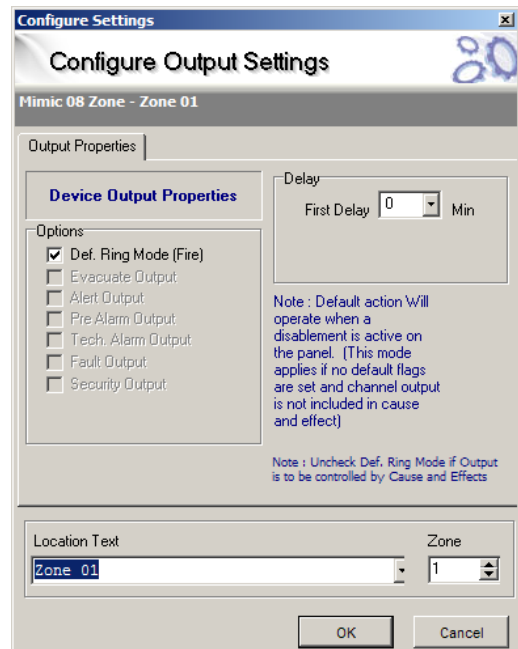 Configure Settings
Configure Output Settings
Mimic 08 Zone - Zone 01
Output Properties
Device Output Properties
Options
Def. Ring Mode (Fire)
Evacuate Output
Alert Output
Pre Alarm Output
Tech. Alarm Output
Fault Output
Security Output
Delay
First Delay 0 Min
Note : Default action Will
operate when a
disablement is active on
the panel. (This mode
applies if no default flags
are set and channel output
is not included in cause
and effect)
Note : Uncheck Def. Ring Mode if Output
is to be controlled by Cause and Effects
Location Text
Zone 01
Zone
1
OK
Cancel